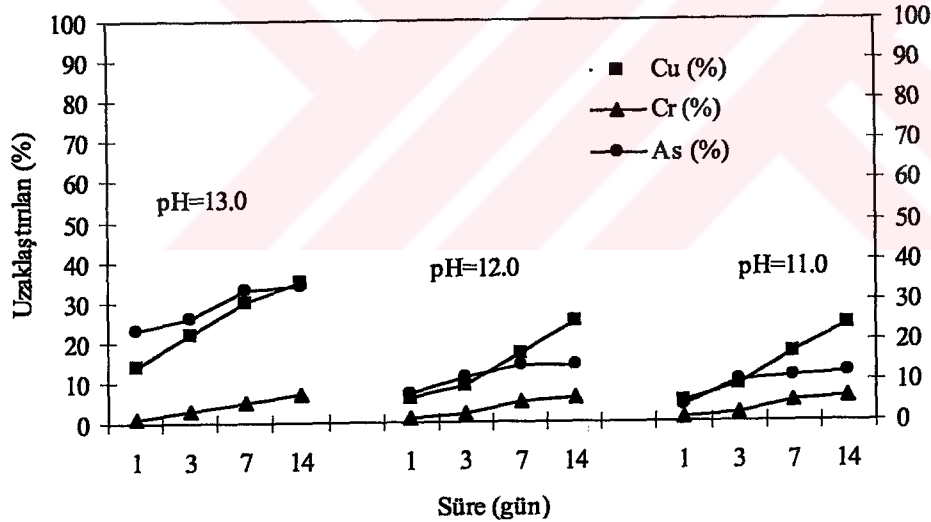 100
90
80
70
60
50
40
30
20
10
0
Uzaklaştırılan (%)
Cu (%)
Cr (%)
As (%)
pH=13.0
pH=12.0
pH=11.0
100
90
80
70
60
50
40
30
20
10
0
1 3 7 14 1 3 7 14 1 3 7 14
Süre (gün)